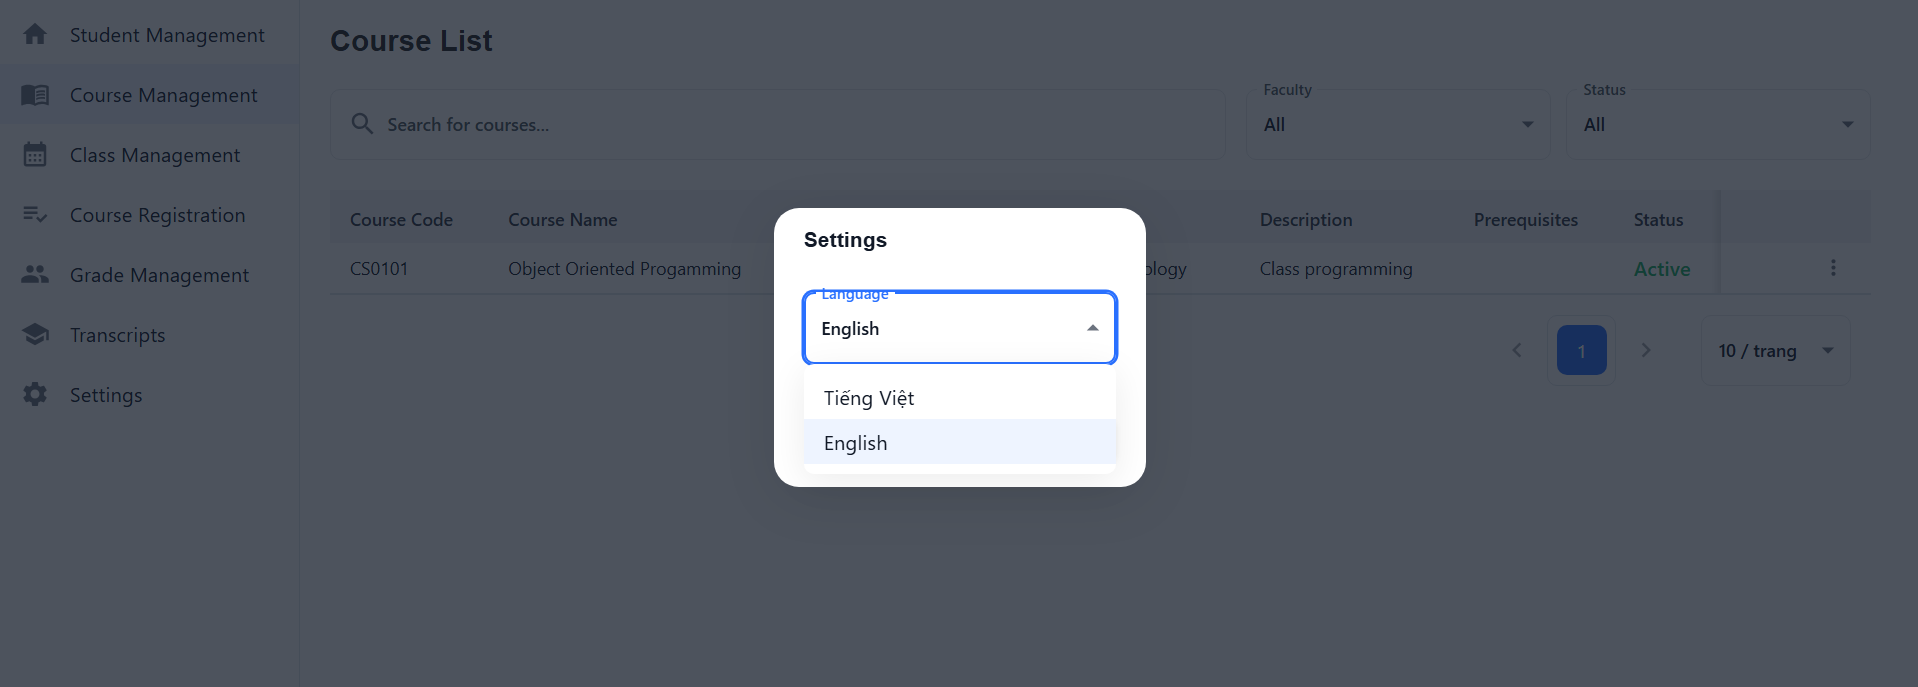 Student Management
Course Management
Class Management
Course Registration
Grade Management
Transcripts
Settings
Course List
Search for courses...
Faculty
All
Status
All
Course Code Course Name Description Prerequisites Status
CS0101 Object Oriented Progamming ology Class programming Active
1
10 / trang
Settings
Language
English
Tiếng Việt
English